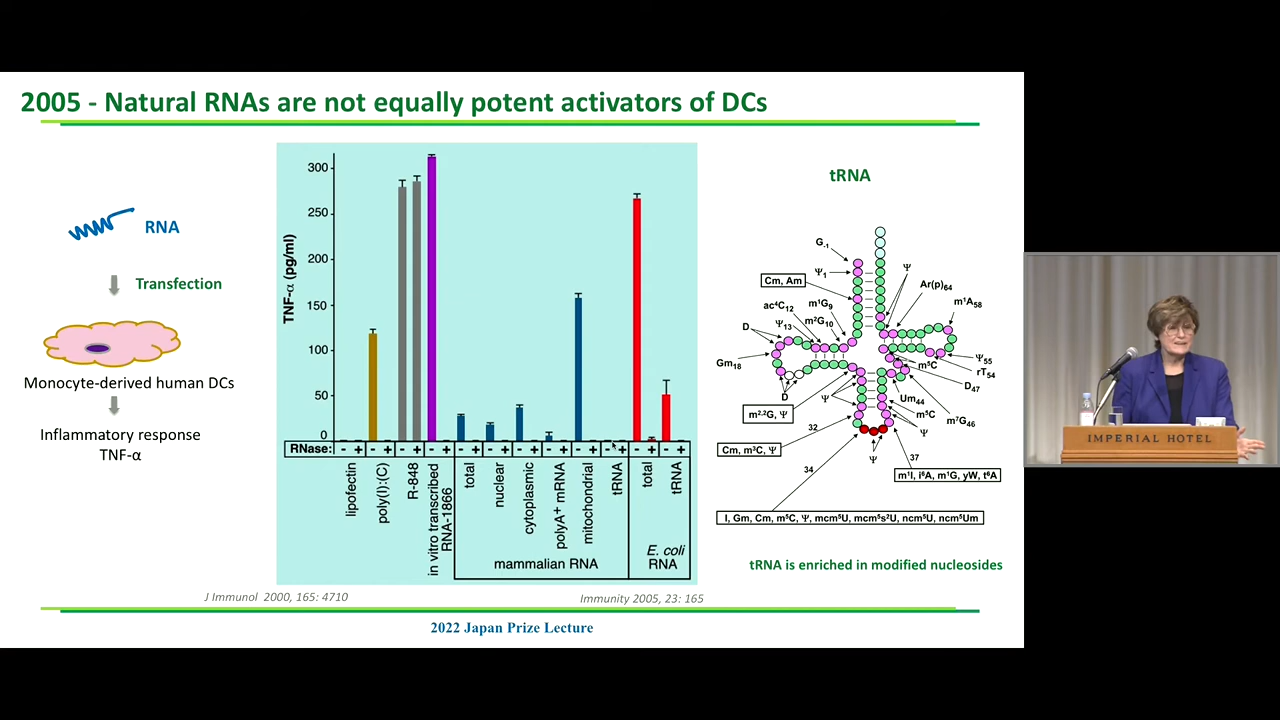 2005 - Natural RNAs are not equally potent activators of DCs
RNA
Transfection
Monocyte-derived human DCs
Inflammatory response
TNF-α
TNF-α (pg/ml)
300
250
200
150
100
50
0
RNase: - + - + - + - + - + - + - + - + - + - + - + - +
lipofectin
poly(I):(C)
R-848
in vitro transcribed
RNA-1866
total
nuclear
cytoplasmic
polyA⁺ mRNA
mitochondrial
tRNA
total
tRNA
mammalian RNA
E. coli
RNA
tRNA
G-1
Ψ1
Cm, Am
Ψ
Ar(p)64
m¹A58
ac⁴C12
m¹G9
Ψ13
m²G10
D
Gm18
D
m⁵C
Ψ55
rT54
D47
Um44
m⁵C
m⁷G46
Ψ
m²·²G, Ψ
Ψ
32
Cm, m³C, Ψ
Ψ
34
37
m¹I, i⁶A, m¹G, yW, t⁶A
I, Gm, Cm, m⁵C, Ψ, mcm⁵U, mcm⁵s²U, ncm⁵U, ncm⁵Um
tRNA is enriched in modified nucleosides
J Immunol 2000, 165: 4710
Immunity 2005, 23: 165
2022 Japan Prize Lecture
IMPERIAL HOTEL